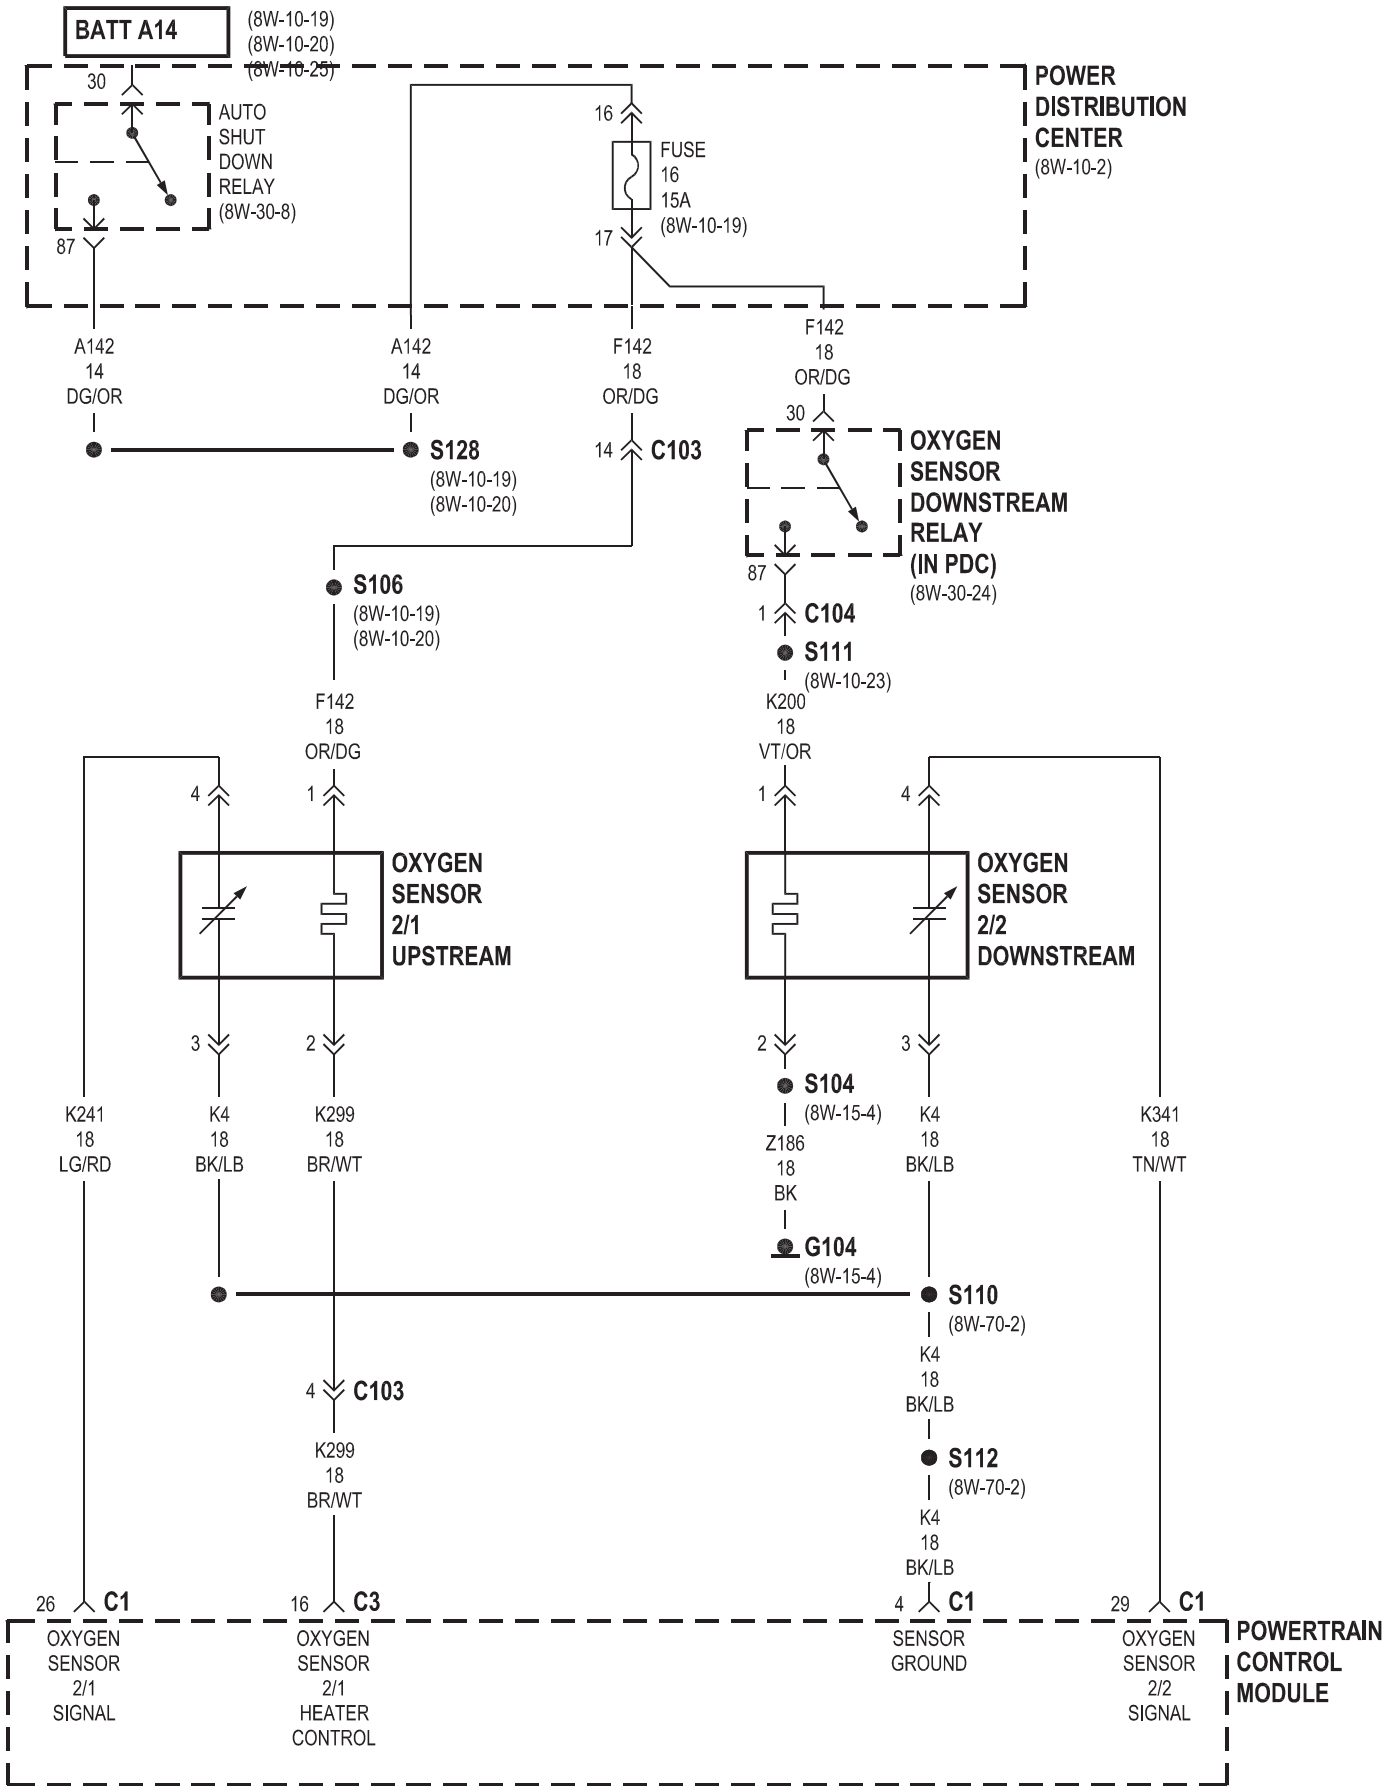 BATT A14
(8W-10-19)
(8W-10-20)
(8W-10-25)
30
AUTO
SHUT
DOWN
RELAY
(8W-30-8)
87
16
FUSE
16
15A
(8W-10-19)
17
POWER
DISTRIBUTION
CENTER
(8W-10-2)
A142
14
DG/OR
A142
14
DG/OR
F142
18
OR/DG
F142
18
OR/DG
S128
(8W-10-19)
(8W-10-20)
14
C103
30
OXYGEN
SENSOR
DOWNSTREAM
RELAY
(IN PDC)
(8W-30-24)
87
1
C104
S111
(8W-10-23)
K200
18
VT/OR
S106
(8W-10-19)
(8W-10-20)
F142
18
OR/DG
4
1
1
4
OXYGEN
SENSOR
2/1
UPSTREAM
OXYGEN
SENSOR
2/2
DOWNSTREAM
3
2
2
3
S104
(8W-15-4)
K241
18
LG/RD
K4
18
BK/LB
K299
18
BR/WT
Z186
18
BK
K4
18
BK/LB
K341
18
TN/WT
G104
(8W-15-4)
S110
(8W-70-2)
K4
18
BK/LB
4
C103
K299
18
BR/WT
S112
(8W-70-2)
K4
18
BK/LB
26
C1
16
C3
4
C1
29
C1
OXYGEN
SENSOR
2/1
SIGNAL
OXYGEN
SENSOR
2/1
HEATER
CONTROL
SENSOR
GROUND
OXYGEN
SENSOR
2/2
SIGNAL
POWERTRAIN
CONTROL
MODULE